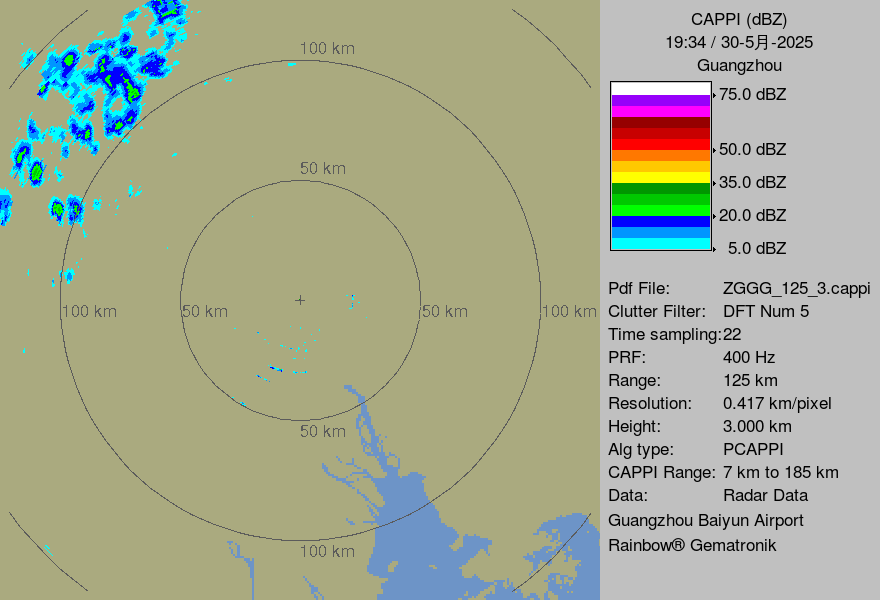 CAPPI (dBZ)
19:34 / 30-5月-2025
Guangzhou
75.0 dBZ
50.0 dBZ
35.0 dBZ
20.0 dBZ
5.0 dBZ
100 km
50 km
100 km
50 km
50 km
100 km
50 km
100 km
Pdf File: ZGGG_125_3.cappi
Clutter Filter: DFT Num 5
Time sampling:22
PRF: 400 Hz
Range: 125 km
Resolution: 0.417 km/pixel
Height: 3.000 km
Alg type: PCAPPI
CAPPI Range: 7 km to 185 km
Data: Radar Data
Guangzhou Baiyun Airport
Rainbow® Gematronik